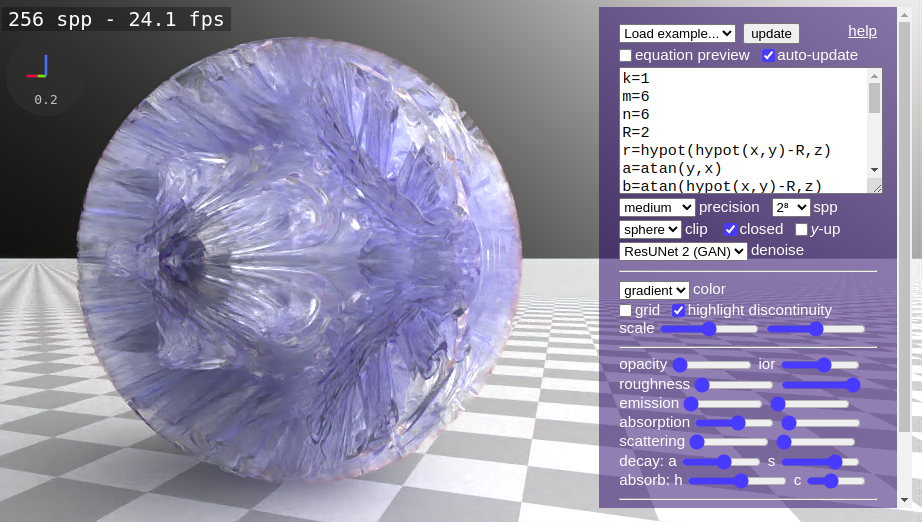 256 spp - 24.1 fps
0.2
Load example... update help
equation preview auto-update
k=1
m=6
n=6
R=2
r=hypot(hypot(x,y)-R,z)
a=atan(y,x)
b=atan(hypot(x,y)-R,z)
medium precision 2⁸ spp
sphere clip closed y-up
ResUNet 2 (GAN) denoise
gradient color
grid highlight discontinuity
scale
opacity ior
roughness
emission
absorption
scattering
decay: a s
absorb: h c